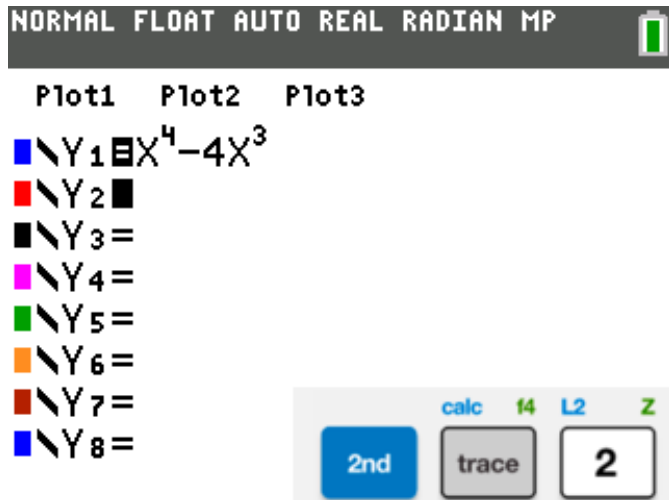 NORMAL FLOAT AUTO REAL RADIAN MP
Plot1 Plot2 Plot3
\Y₁=X⁴-4X³
\Y₂
\Y₃=
\Y₄=
\Y₅=
\Y₆=
\Y₇=
\Y₈=
calc f4 L2 Z
2nd trace 2